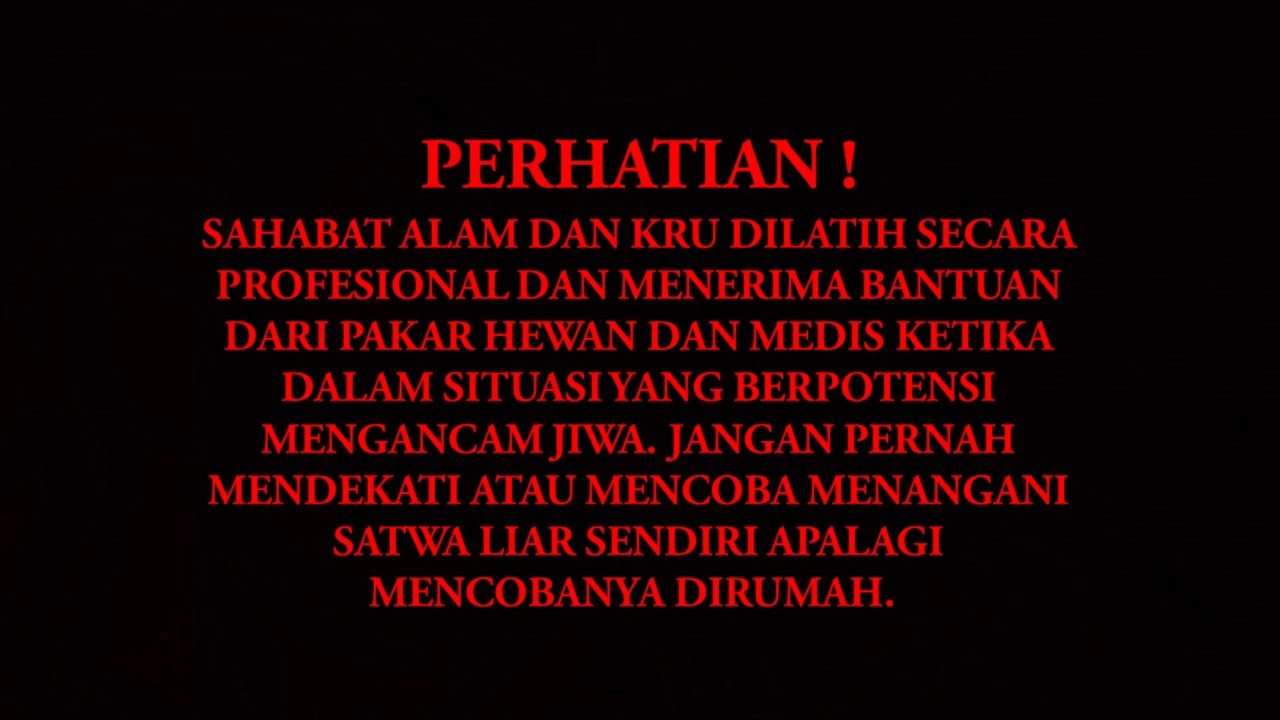 PERHATIAN !
SAHABAT ALAM DAN KRU DILATIH SECARA
PROFESIONAL DAN MENERIMA BANTUAN
DARI PAKAR HEWAN DAN MEDIS KETIKA
DALAM SITUASI YANG BERPOTENSI
MENGANCAM JIWA. JANGAN PERNAH
MENDEKATI ATAU MENCOBA MENANGANI
SATWA LIAR SENDIRI APALAGI
MENCOBANYA DIRUMAH.